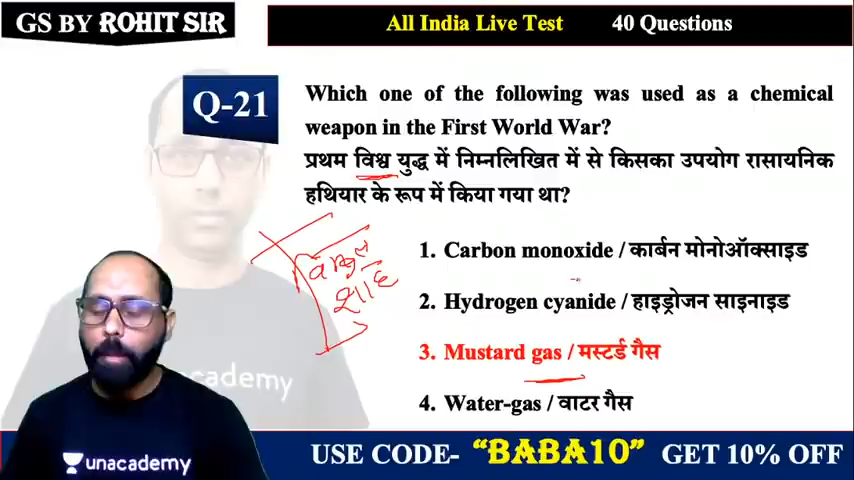 GS BY ROHIT SIR
All India Live Test 40 Questions
Q-21
Which one of the following was used as a chemical
weapon in the First World War?
प्रथम विश्व युद्ध में निम्नलिखित में से किसका उपयोग रासायनिक
हथियार के रूप में किया गया था?
1. Carbon monoxide / कार्बन मोनोऑक्साइड
2. Hydrogen cyanide / हाइड्रोजन साइनाइड
3. Mustard gas / मस्टर्ड गैस
4. Water-gas / वाटर गैस
unacademy
unacademy
USE CODE- “BABA10” GET 10% OFF